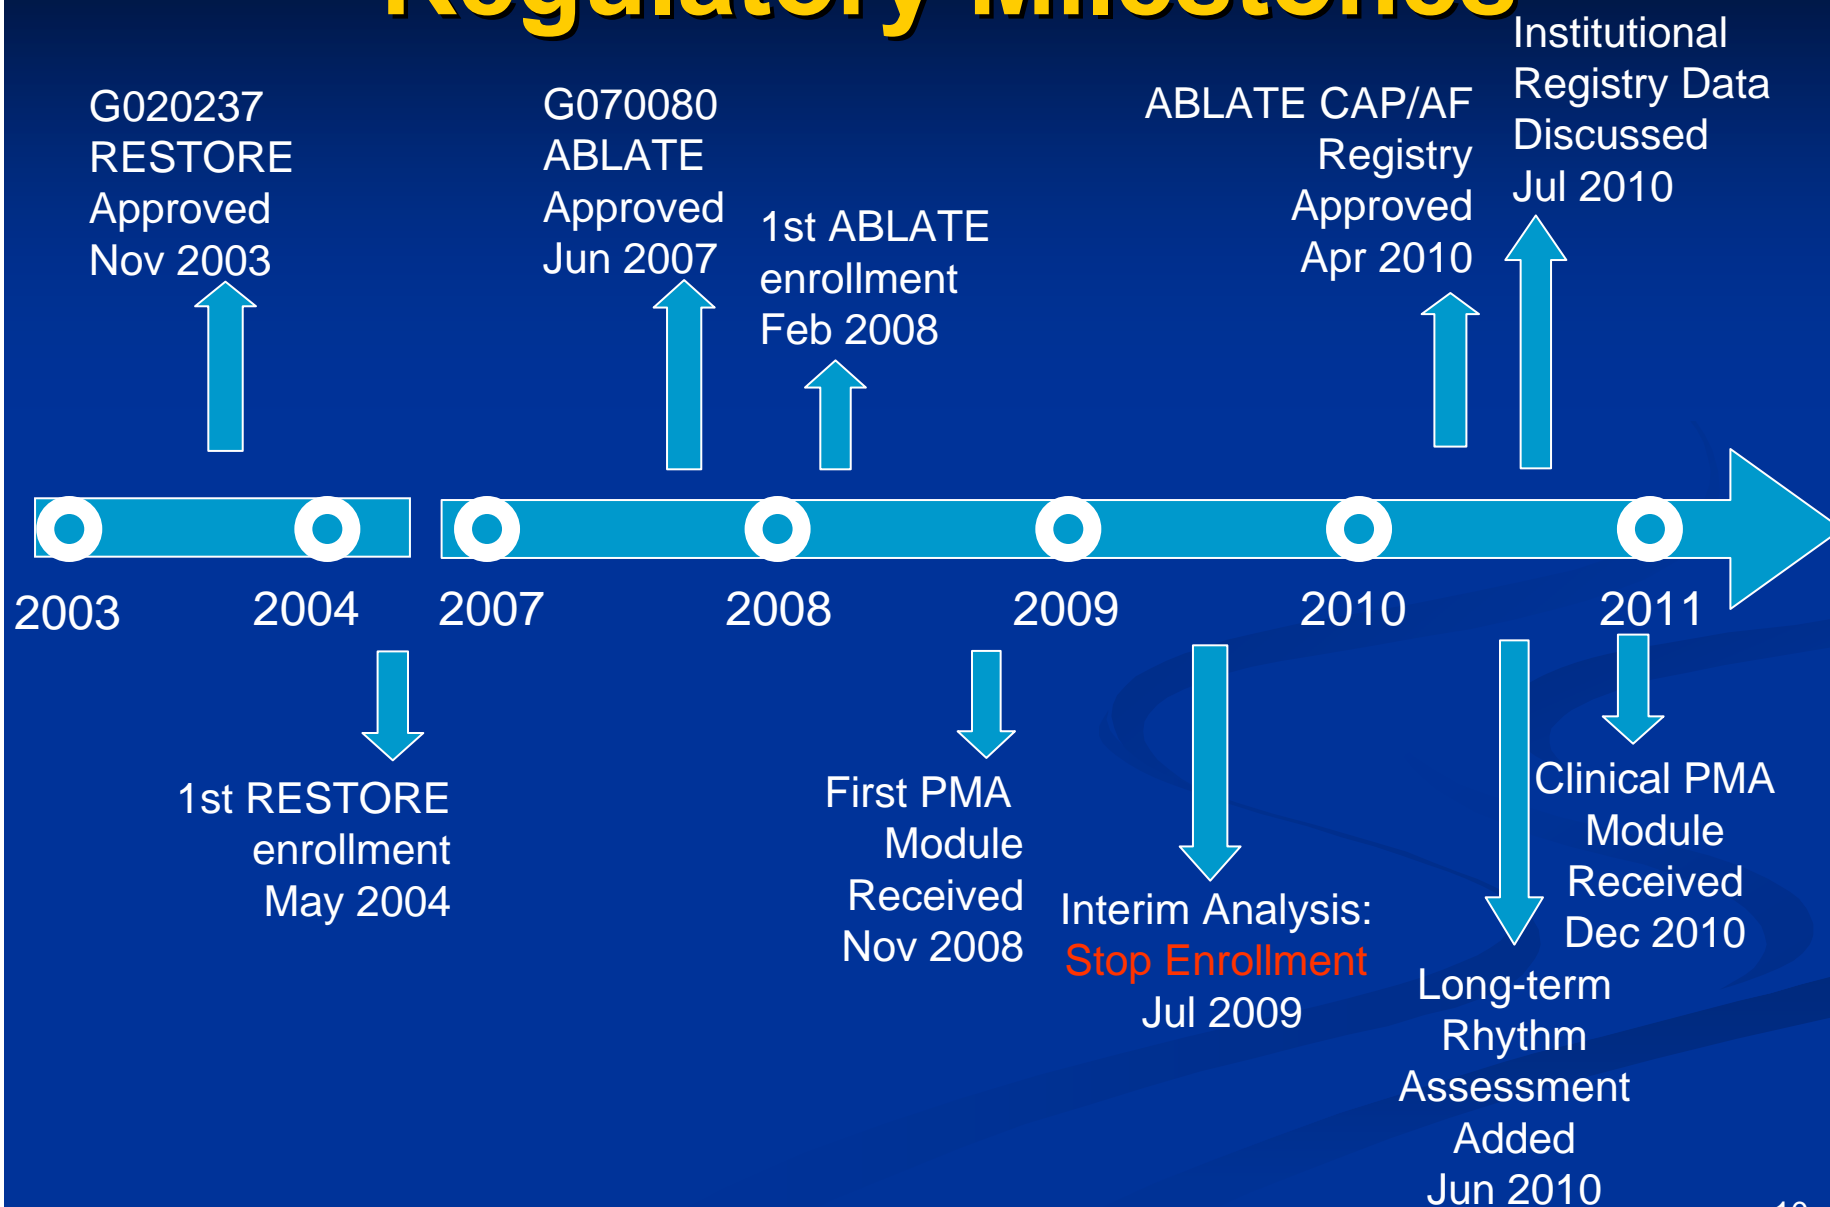 Regulatory Milestones
G020237
RESTORE
Approved
Nov 2003
G070080
ABLATE
Approved
Jun 2007
1st ABLATE
enrollment
Feb 2008
ABLATE CAP/AF
Registry
Approved
Apr 2010
Institutional
Registry Data
Discussed
Jul 2010
2003
2004
2007
2008
2009
2010
2011
1st RESTORE
enrollment
May 2004
First PMA
Module
Received
Nov 2008
Interim Analysis:
Stop Enrollment
Jul 2009
Long-term
Rhythm
Assessment
Added
Jun 2010
Clinical PMA
Module
Received
Dec 2010